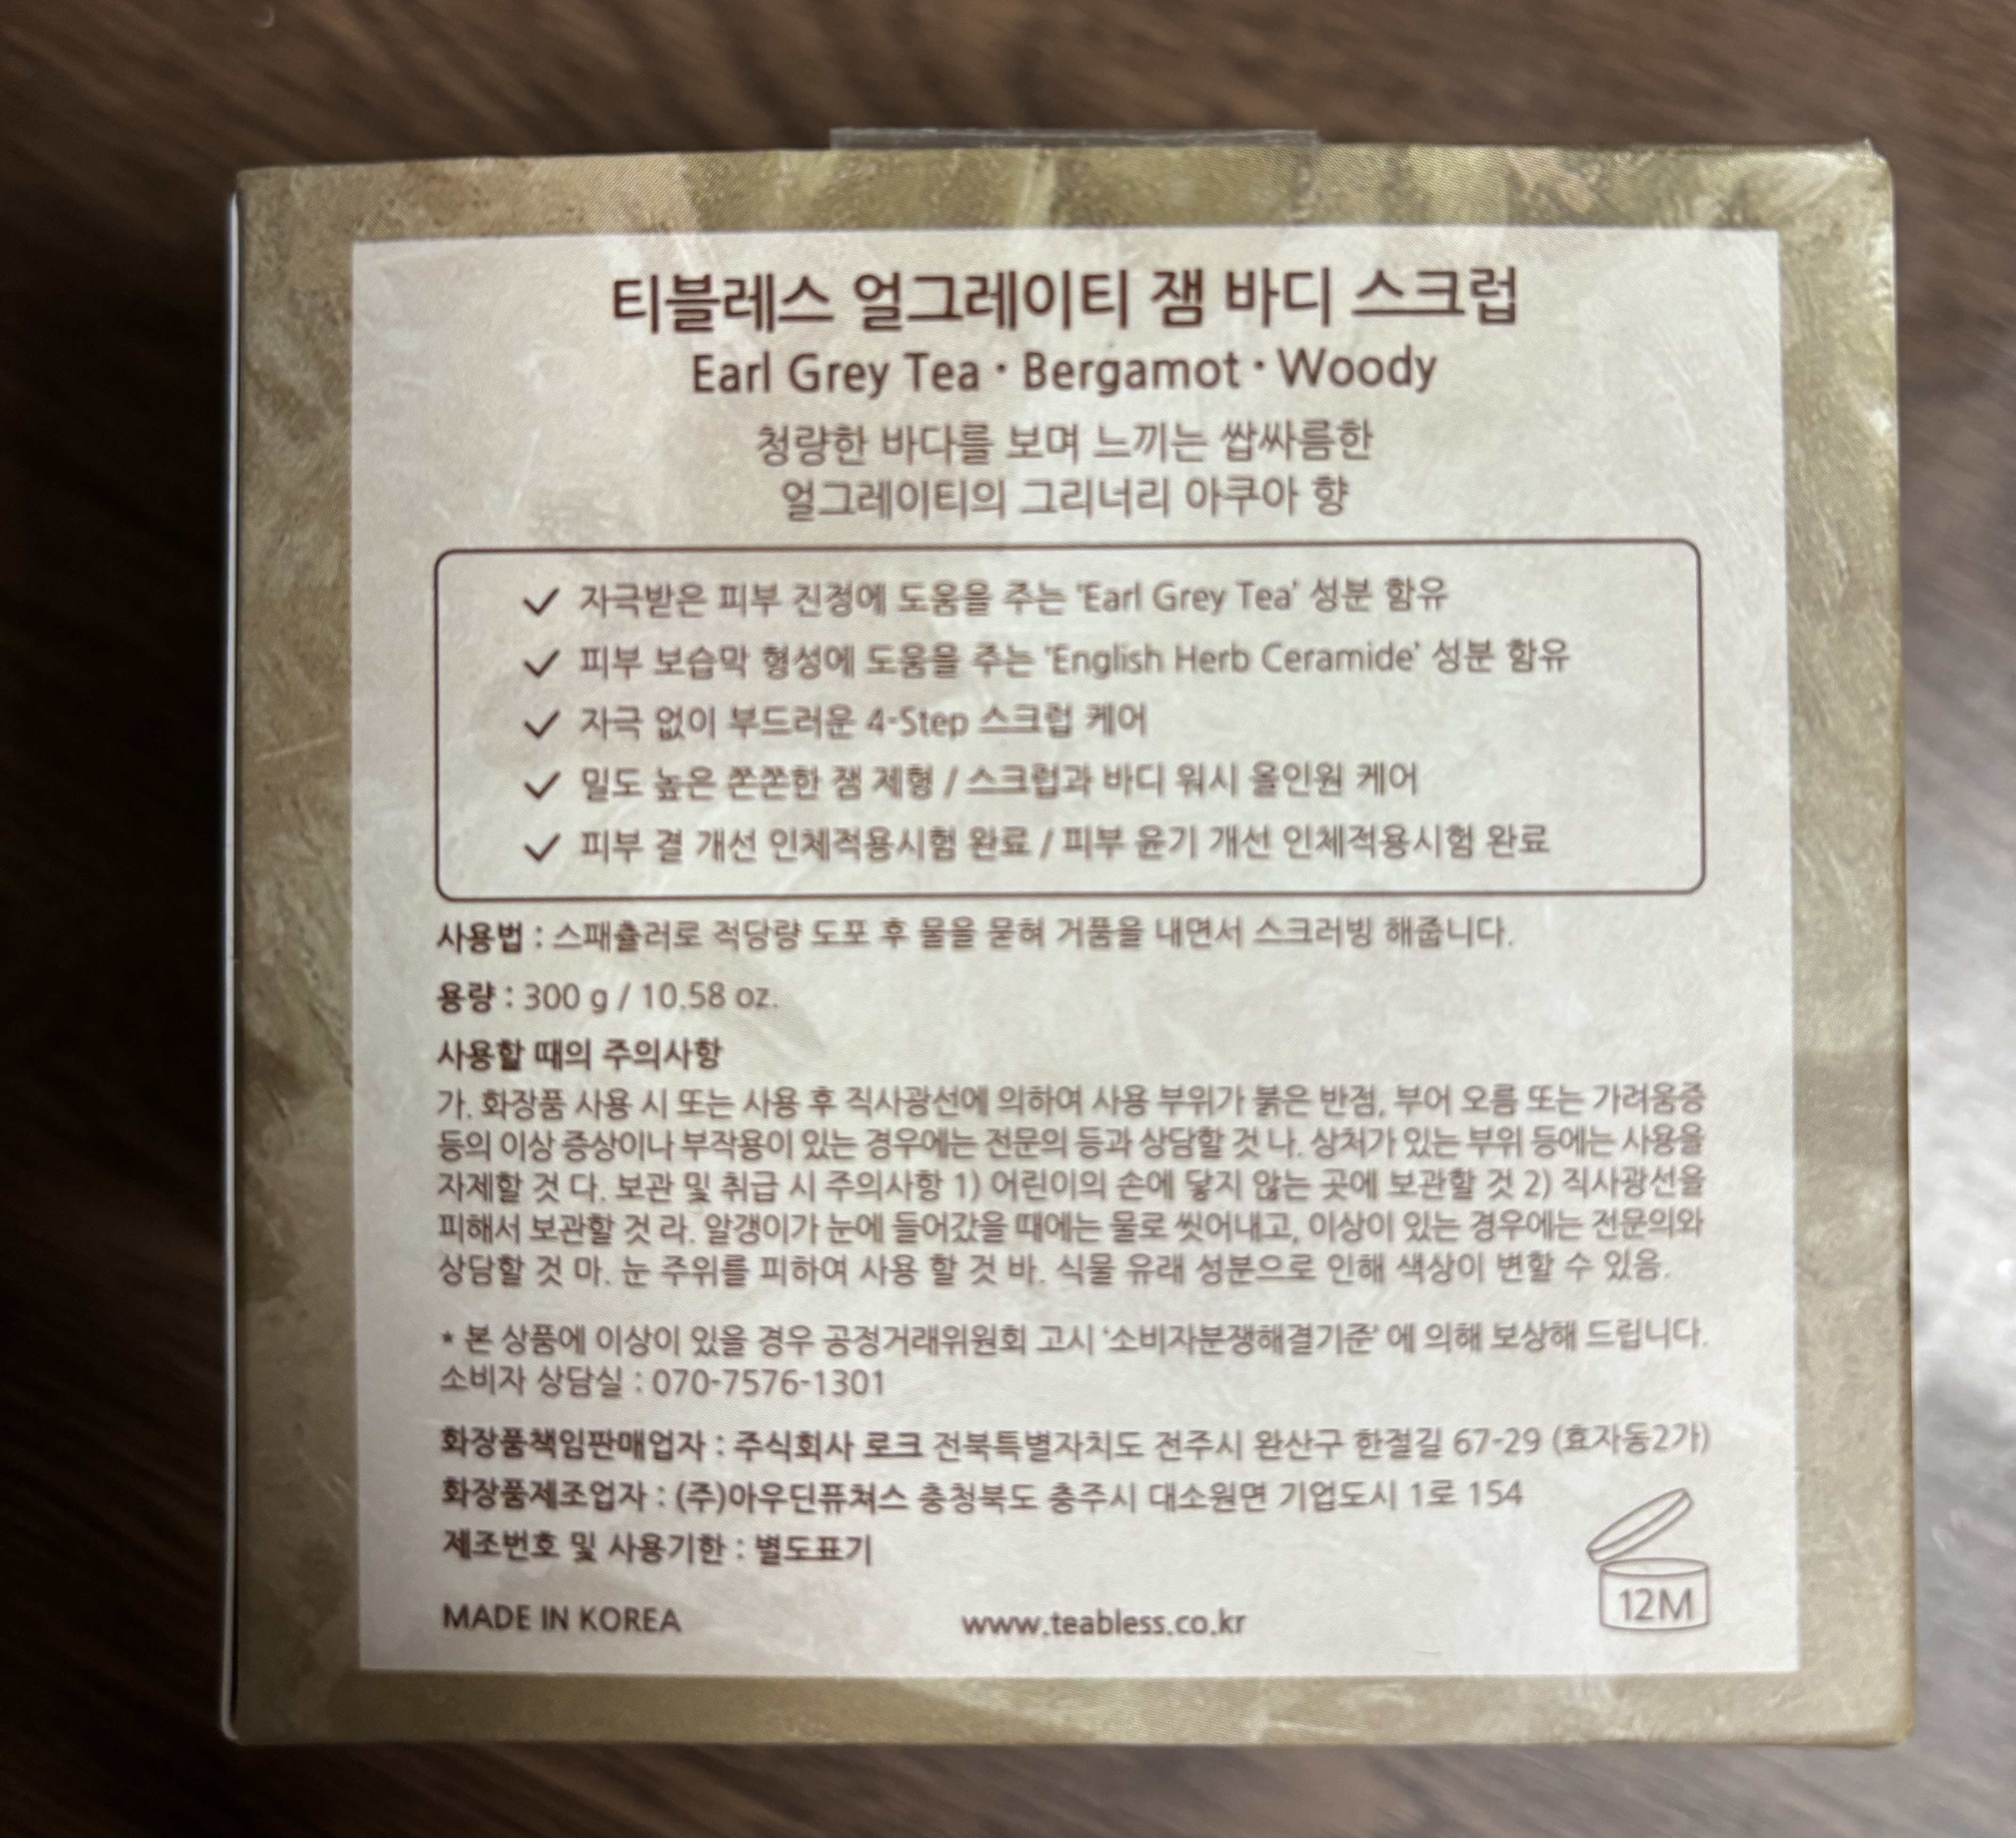 티블레스 얼그레이티 잼 바디 스크럽
Earl Grey Tea · Bergamot · Woody
청량한 바다를 보며 느끼는 쌉싸름한
얼그레이티의 그리너리 아쿠아 향
✓ 자극받은 피부 진정에 도움을 주는 'Earl Grey Tea' 성분 함유
✓ 피부 보습막 형성에 도움을 주는 'English Herb Ceramide' 성분 함유
✓ 자극 없이 부드러운 4-Step 스크럽 케어
✓ 밀도 높은 쫀쫀한 잼 제형 / 스크럽과 바디 워시 올인원 케어
✓ 피부 결 개선 인체적용시험 완료 / 피부 윤기 개선 인체적용시험 완료
사용법 : 스패츌러로 적당량 도포 후 물을 묻혀 거품을 내면서 스크러빙 해줍니다.
용량 : 300 g / 10.58 oz.
사용할 때의 주의사항
가. 화장품 사용 시 또는 사용 후 직사광선에 의하여 사용 부위가 붉은 반점, 부어 오름 또는 가려움증
등의 이상 증상이나 부작용이 있는 경우에는 전문의 등과 상담할 것 나. 상처가 있는 부위 등에는 사용을
자제할 것 다. 보관 및 취급 시 주의사항 1) 어린이의 손에 닿지 않는 곳에 보관할 것 2) 직사광선을
피해서 보관할 것 라. 알갱이가 눈에 들어갔을 때에는 물로 씻어내고, 이상이 있는 경우에는 전문의와
상담할 것 마. 눈 주위를 피하여 사용 할 것 바. 식물 유래 성분으로 인해 색상이 변할 수 있음.
* 본 상품에 이상이 있을 경우 공정거래위원회 고시 '소비자분쟁해결기준' 에 의해 보상해 드립니다.
소비자 상담실 : 070-7576-1301
화장품책임판매업자 : 주식회사 로크 전북특별자치도 전주시 완산구 한절길 67-29 (효자동2가)
화장품제조업자 : (주)아우딘퓨쳐스 충청북도 충주시 대소원면 기업도시 1로 154
제조번호 및 사용기한 : 별도표기
MADE IN KOREA
www.teabless.co.kr
12M